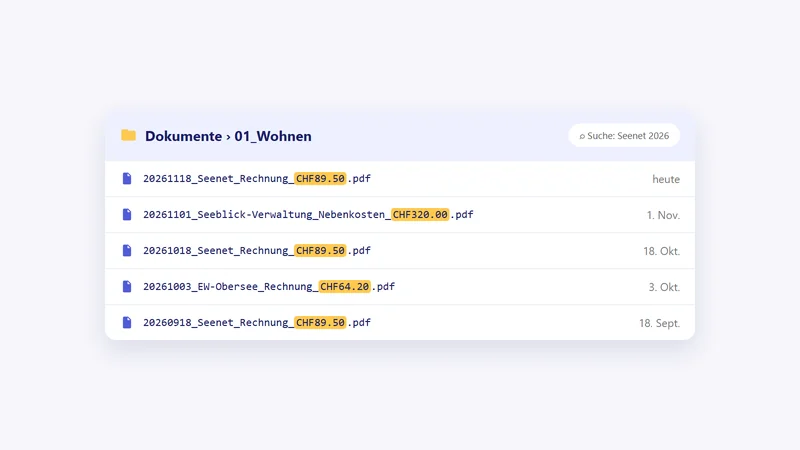 Dokumente › 01_Wohnen
⌕ Suche: Seenet 2026
20261118_Seenet_Rechnung_CHF89.50.pdf heute
20261101_Seeblick-Verwaltung_Nebenkosten_CHF320.00.pdf 1. Nov.
20261018_Seenet_Rechnung_CHF89.50.pdf 18. Okt.
20261003_EW-Obersee_Rechnung_CHF64.20.pdf 3. Okt.
20260918_Seenet_Rechnung_CHF89.50.pdf 18. Sept.